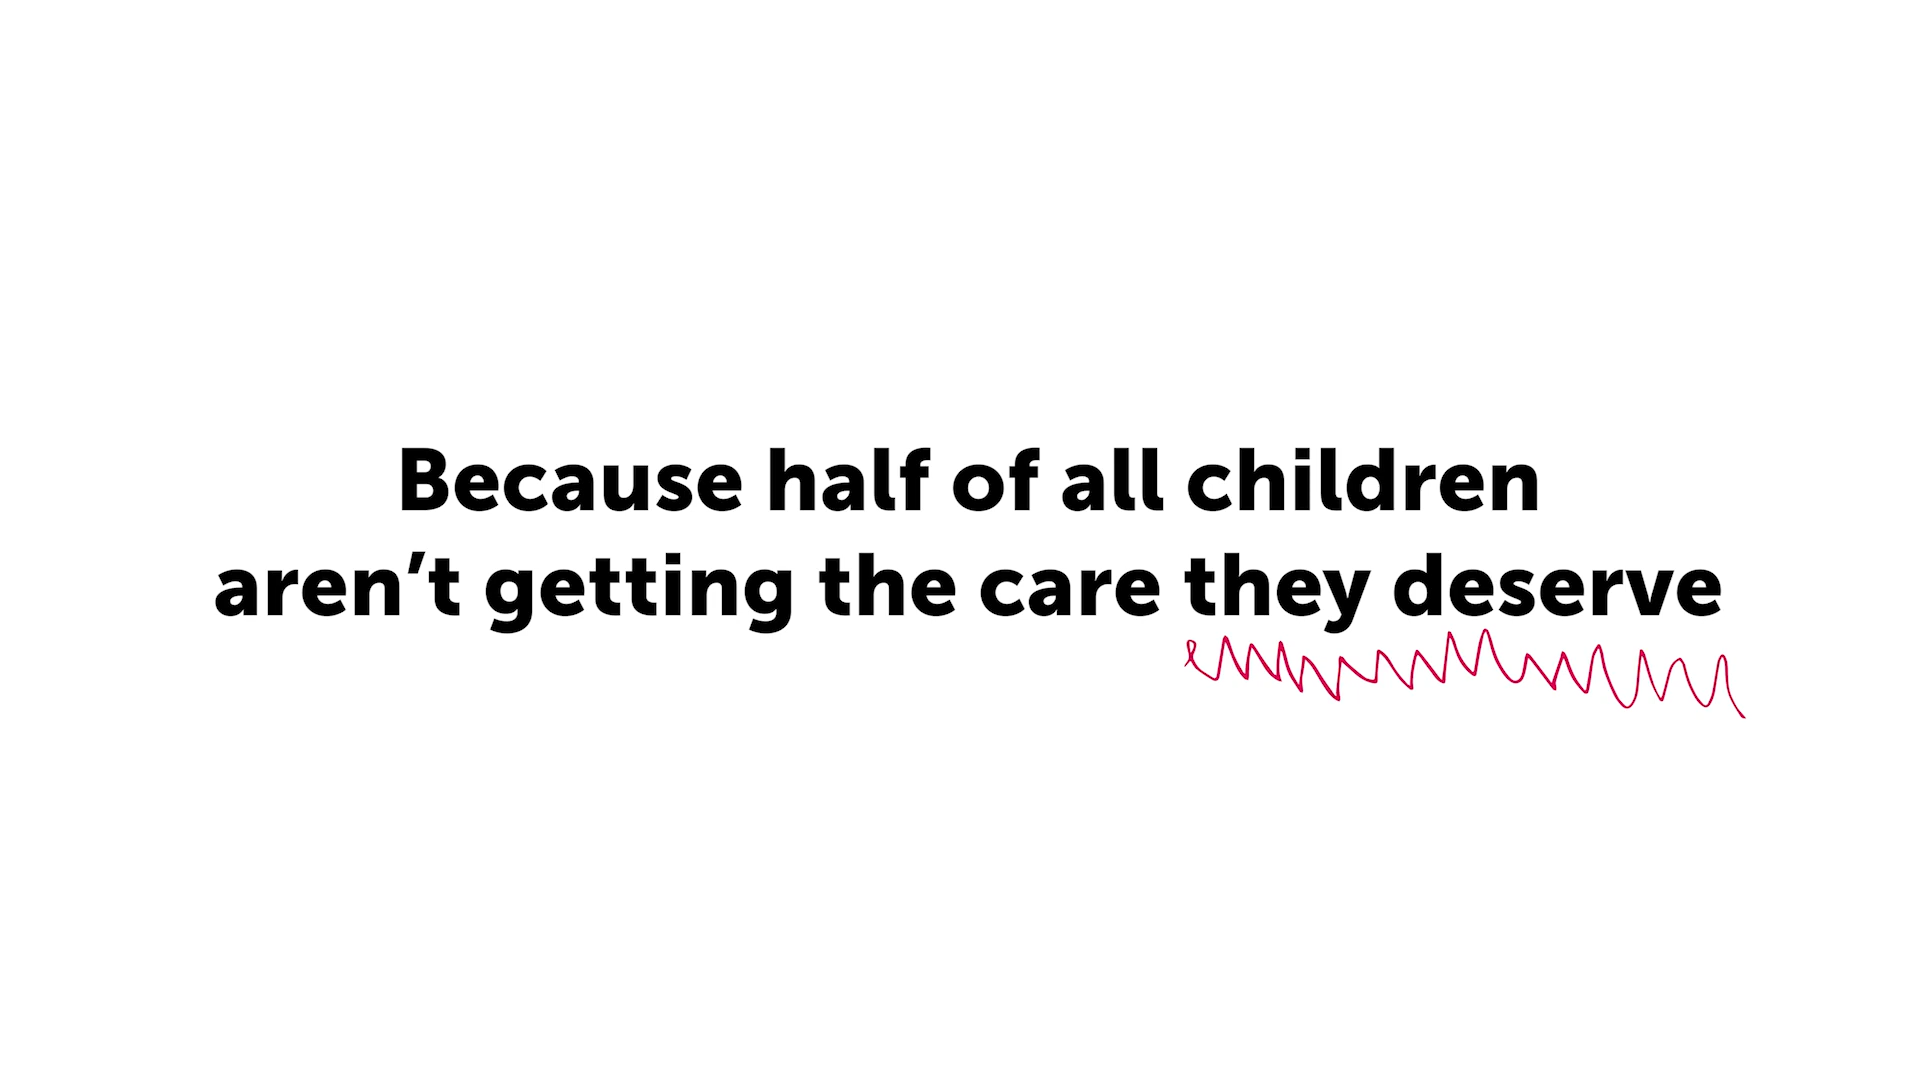 Because half of all children
aren’t getting the care they deserve